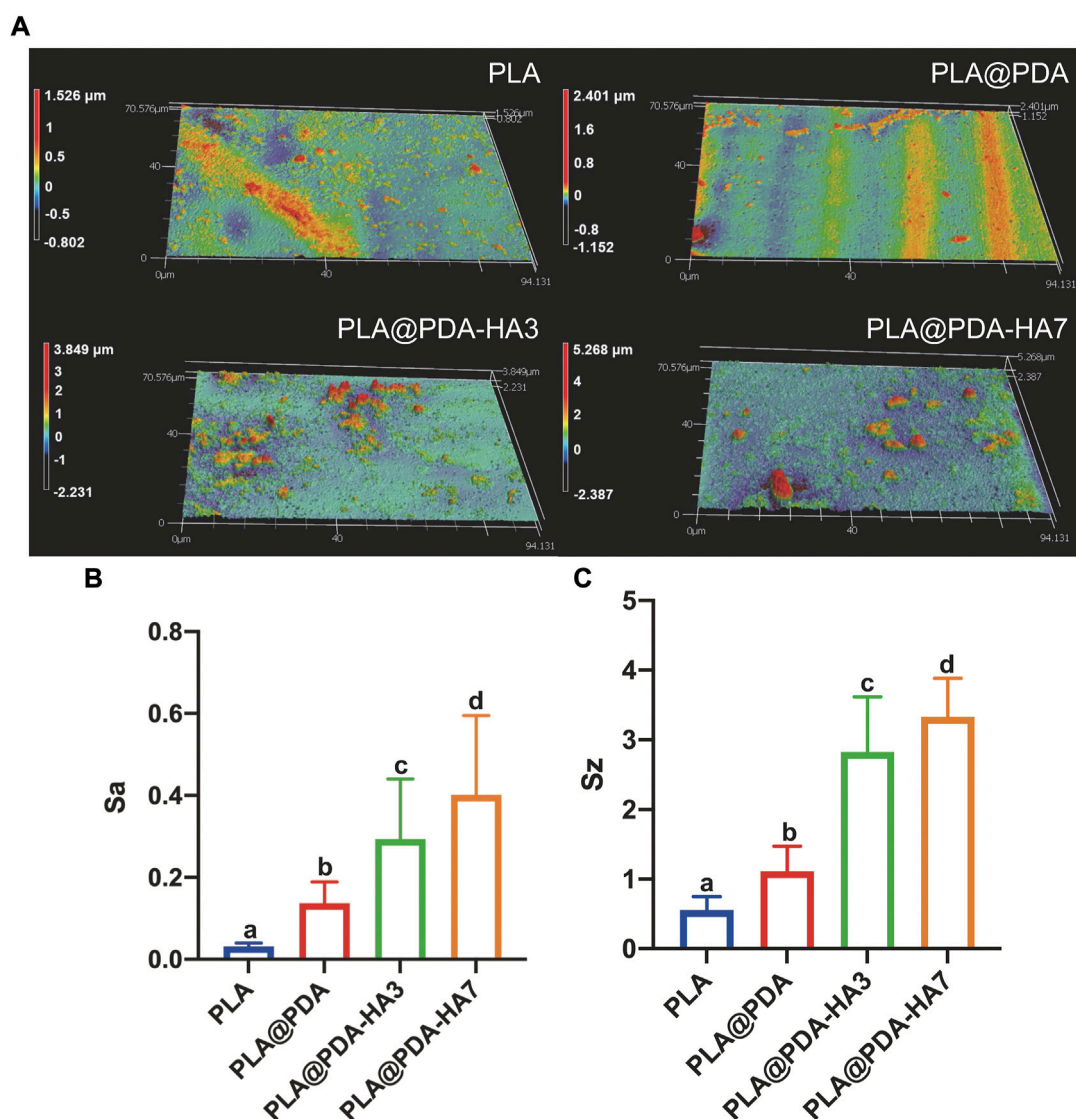 A
PLA
1.526 µm
1
0.5
0
-0.5
-0.802
70.576µm
40
0
0µm
40
94.131
1.526µm
0.802
PLA@PDA
2.401 µm
1.6
0.8
0
-0.8
-1.152
70.576µm
40
0
0µm
40
94.131
2.401µm
1.152
PLA@PDA-HA3
3.849 µm
3
2
1
0
-1
-2.231
70.576µm
40
0
0µm
40
94.131
3.849µm
2.231
PLA@PDA-HA7
5.268 µm
4
2
0
-2.387
70.576µm
40
0
0µm
40
94.131
5.268µm
2.387
B
Sa
0.8
0.6
0.4
0.2
0.0
a
b
c
d
PLA
PLA@PDA
PLA@PDA-HA3
PLA@PDA-HA7
C
Sz
5
4
3
2
1
0
a
b
c
d
PLA
PLA@PDA
PLA@PDA-HA3
PLA@PDA-HA7